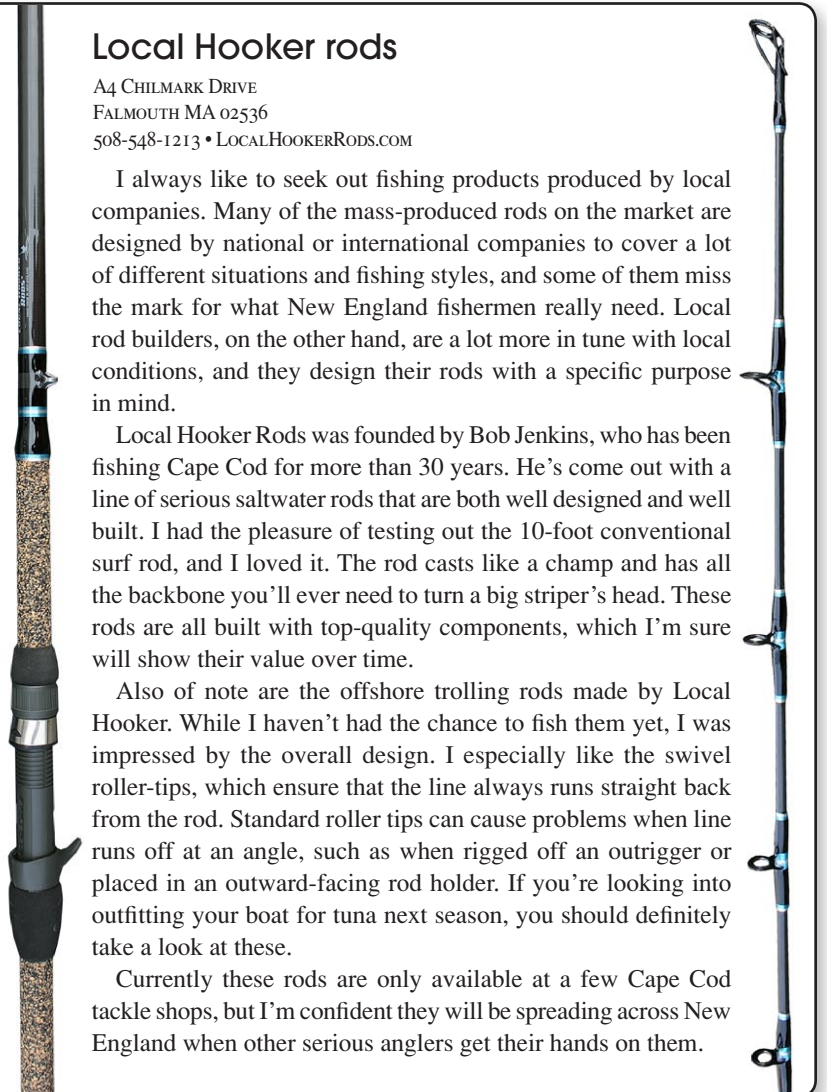 Local Hooker rods
A4 Chilmark Drive
Falmouth MA 02536
508-548-1213 • LocalHookerRods.com
I always like to seek out fishing products produced by local
companies. Many of the mass-produced rods on the market are
designed by national or international companies to cover a lot
of different situations and fishing styles, and some of them miss
the mark for what New England fishermen really need. Local
rod builders, on the other hand, are a lot more in tune with local
conditions, and they design their rods with a specific purpose
in mind.
Local Hooker Rods was founded by Bob Jenkins, who has been
fishing Cape Cod for more than 30 years. He’s come out with a
line of serious saltwater rods that are both well designed and well
built. I had the pleasure of testing out the 10-foot conventional
surf rod, and I loved it. The rod casts like a champ and has all
the backbone you’ll ever need to turn a big striper’s head. These
rods are all built with top-quality components, which I’m sure
will show their value over time.
Also of note are the offshore trolling rods made by Local
Hooker. While I haven’t had the chance to fish them yet, I was
impressed by the overall design. I especially like the swivel
roller-tips, which ensure that the line always runs straight back
from the rod. Standard roller tips can cause problems when line
runs off at an angle, such as when rigged off an outrigger or
placed in an outward-facing rod holder. If you’re looking into
outfitting your boat for tuna next season, you should definitely
take a look at these.
Currently these rods are only available at a few Cape Cod
tackle shops, but I’m confident they will be spreading across New
England when other serious anglers get their hands on them.